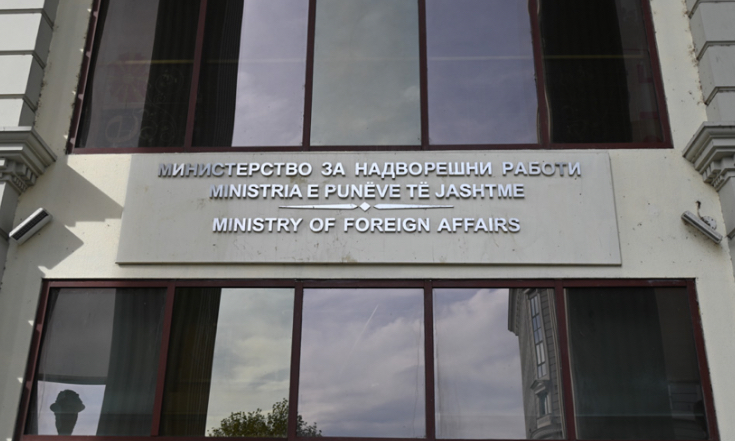 МИНИСТЕРСТВО ЗА НАДВОРЕШНИ РАБОТИ
MINISTRIA E PUNËVE TË JASHTME
MINISTRY OF FOREIGN AFFAIRS